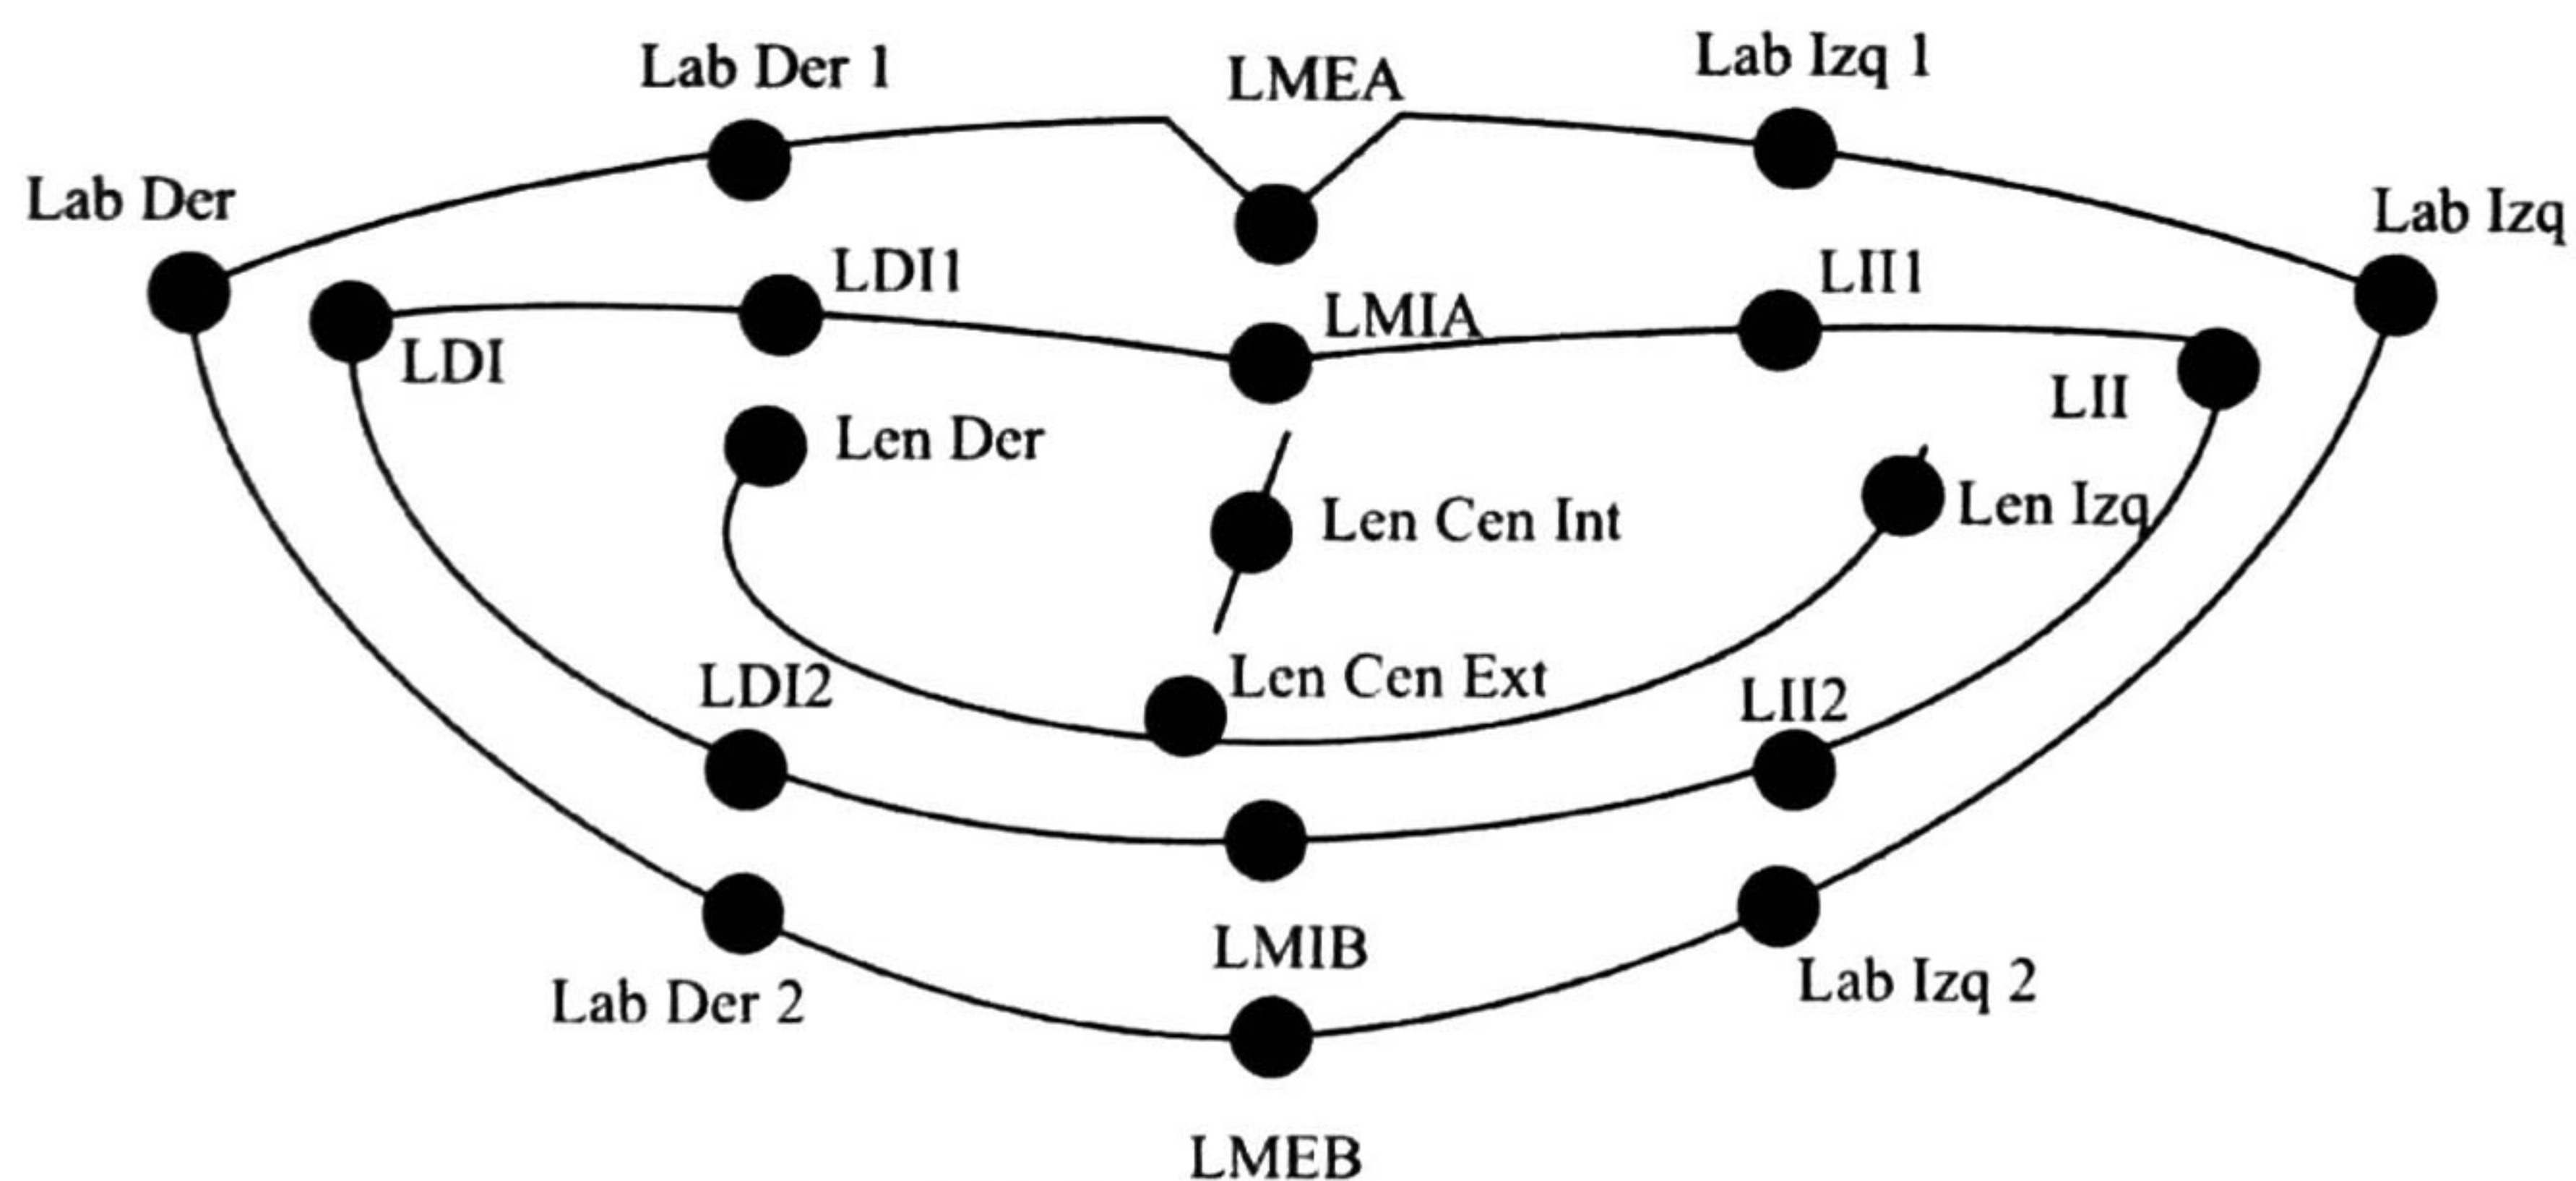 Lab Der 1
LMEA
Lab Izq 1
Lab Der
Lab Izq
LDI1
LII1
LMIA
LDI
LII
Len Der
Len Cen Int
Len Izq
LDI2
Len Cen Ext
LII2
LMIB
Lab Der 2
Lab Izq 2
LMEB